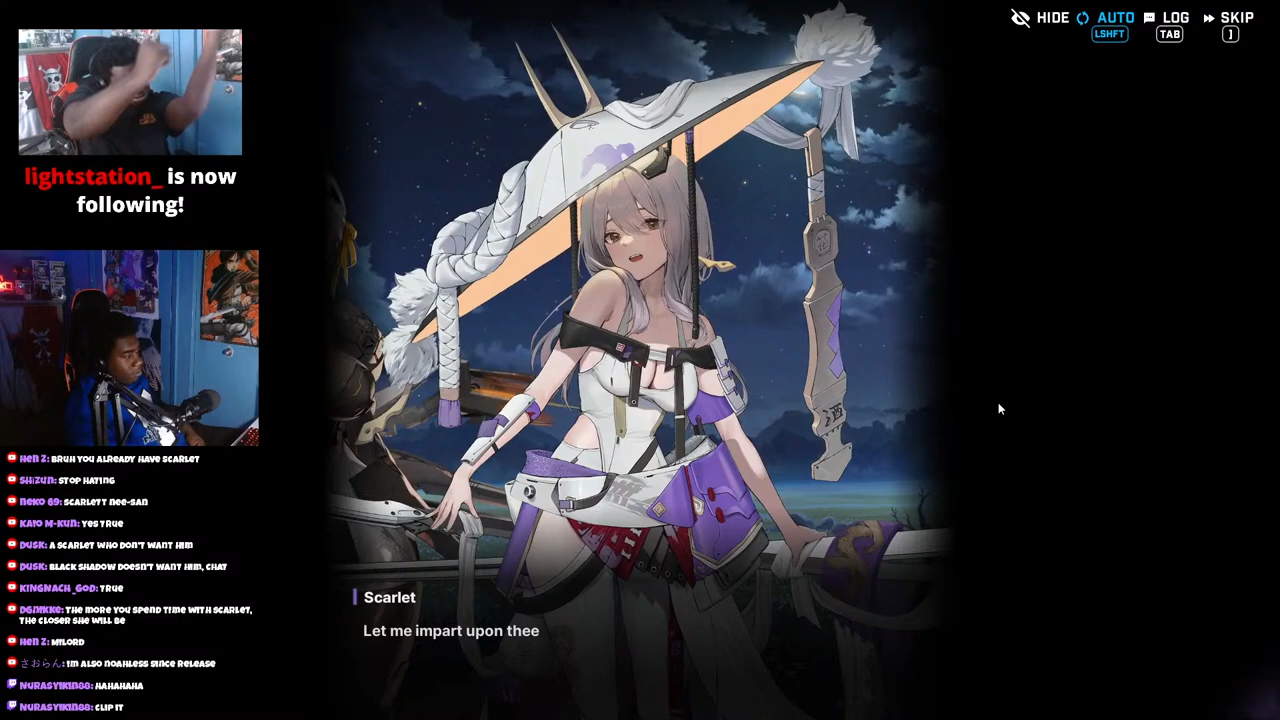 HIDE AUTO LOG SKIP
LSHFT TAB ]
lightstation_ is now
following!
Hen Z: BRUH YOU ALREADY HAVE SCARLET
Shizun: STOP HATING
neko 69: SCARLETT NEE-SAN
Kato M-Kun: YES TRUE
Dusk: A SCARLET WHO DON'T WANT HIM
Dusk: BLACK SHADOW DOESN'T WANT HIM, CHAT
KINGNACH_GOD: TRUE
DGNIKKE: THE MORE YOU SPEND TIME WITH SCARLET,
THE CLOSER SHE WILL BE
Hen Z: MILORD
さおらん: IM ALSO NOAHLESS SINCE RELEASE
NURASYIKIN88: HAHAHAHA
NURASYIKIN88: CLIP IT
酒
Scarlet
Let me impart upon thee